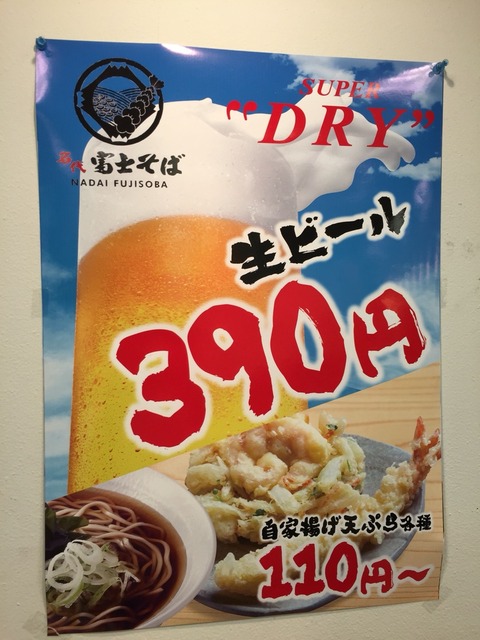 SUPER
"DRY"
名代 富士そば
NADAI FUJISOBA
生ビール
390円
自家揚げ天ぷら各種
110円～